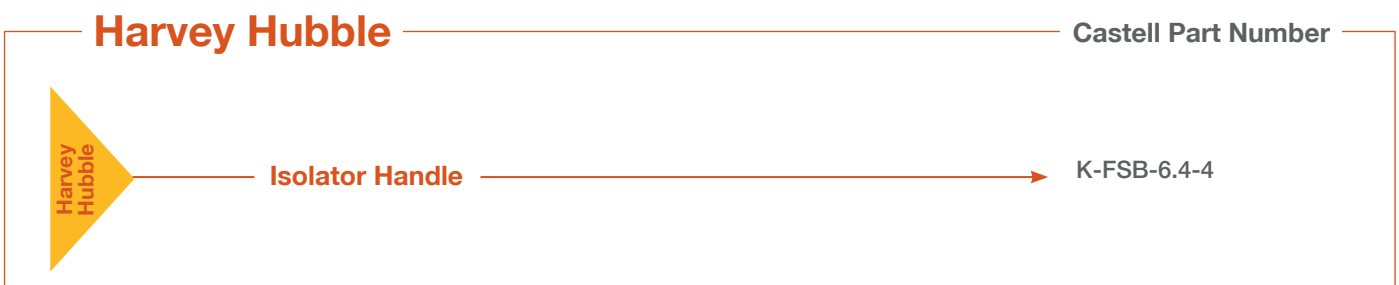 Harvey Hubble
Castell Part Number
Harvey
Hubble
Isolator Handle
K-FSB-6.4-4